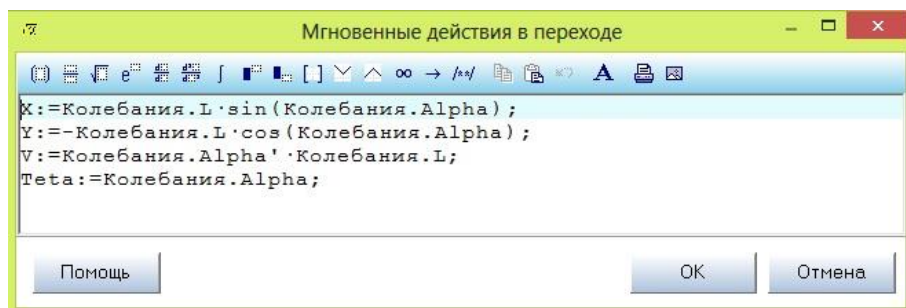 Мгновенные действия в переходе
X:=Колебания.L·sin(Колебания.Alpha);
Y:=-Колебания.L·cos(Колебания.Alpha);
V:=Колебания.Alpha'·Колебания.L;
Teta:=Колебания.Alpha;
Помощь OK Отмена